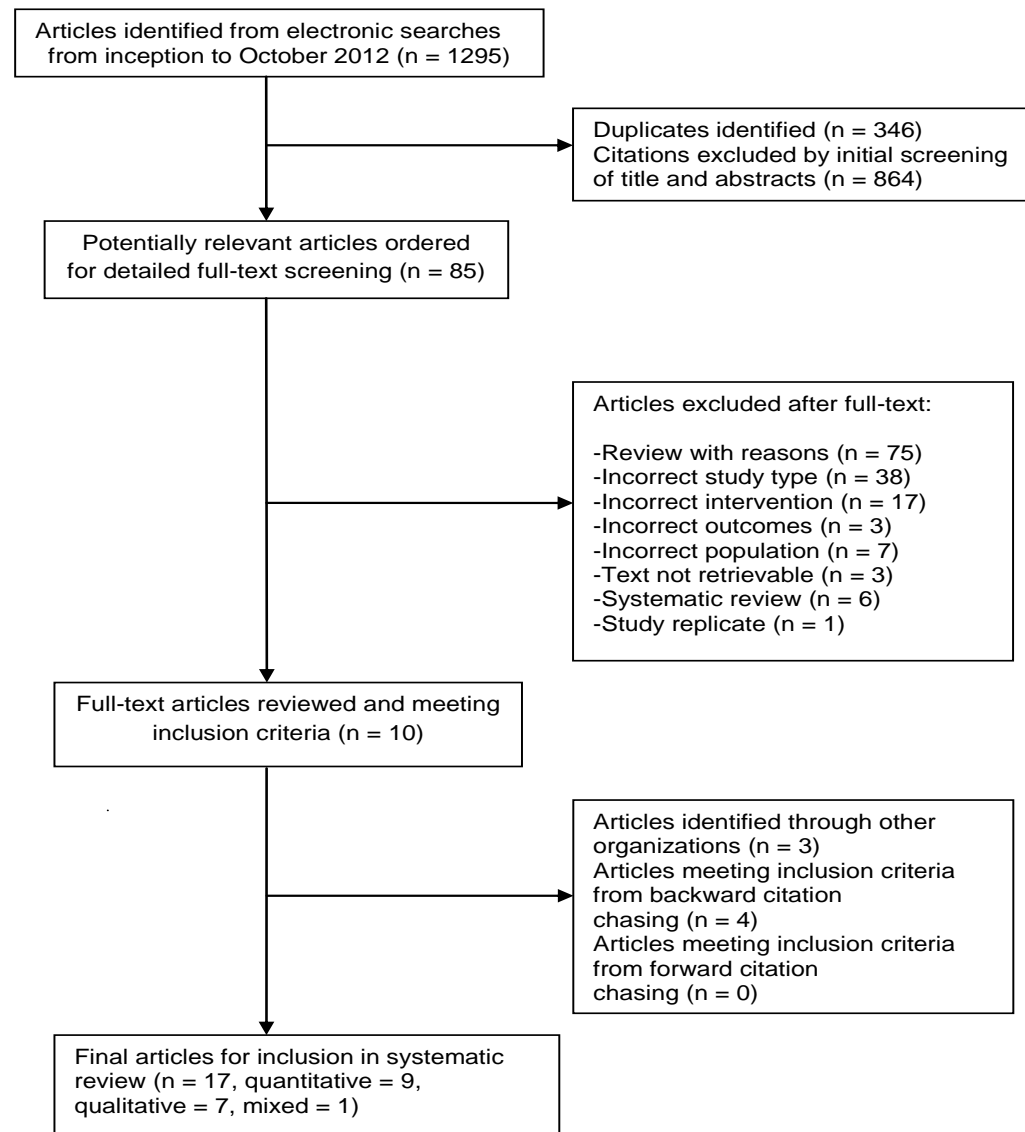 Articles identified from electronic searches
from inception to October 2012 (n = 1295)
Duplicates identified (n = 346)
Citations excluded by initial screening
of title and abstracts (n = 864)
Potentially relevant articles ordered
for detailed full-text screening (n = 85)
Articles excluded after full-text:
-Review with reasons (n = 75)
-Incorrect study type (n = 38)
-Incorrect intervention (n = 17)
-Incorrect outcomes (n = 3)
-Incorrect population (n = 7)
-Text not retrievable (n = 3)
-Systematic review (n = 6)
-Study replicate (n = 1)
Full-text articles reviewed and meeting
inclusion criteria (n = 10)
Articles identified through other
organizations (n = 3)
Articles meeting inclusion criteria
from backward citation
chasing (n = 4)
Articles meeting inclusion criteria
from forward citation
chasing (n = 0)
Final articles for inclusion in systematic
review (n = 17, quantitative = 9,
qualitative = 7, mixed = 1)